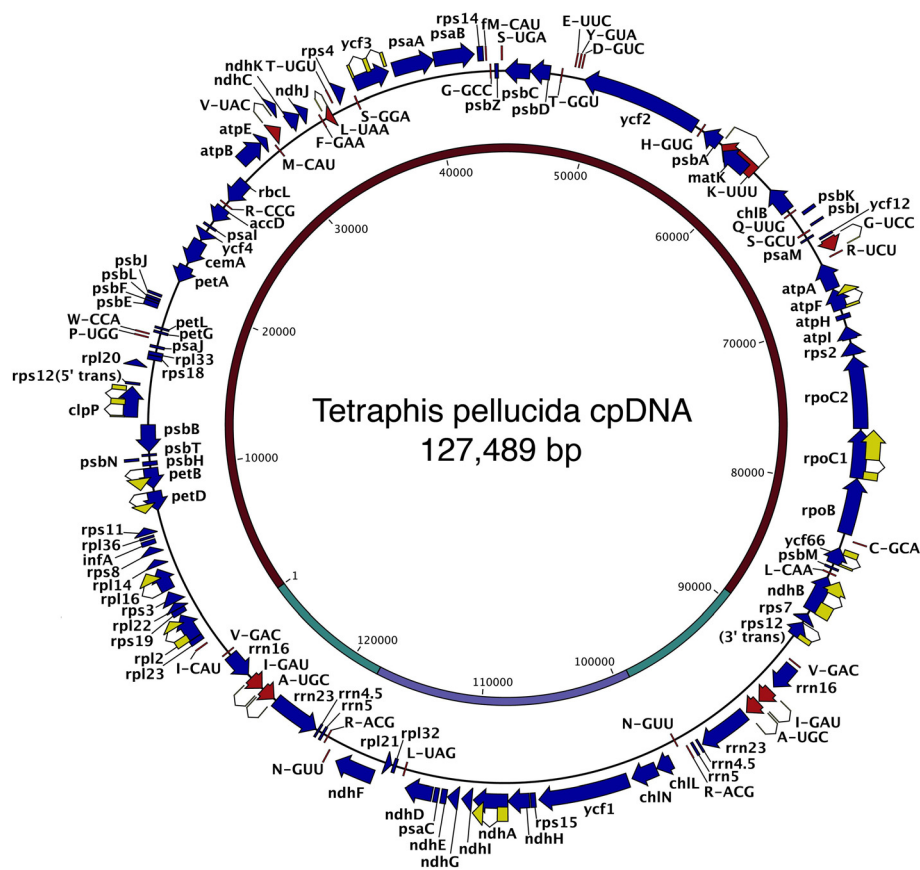 Tetraphis pellucida cpDNA
127,489 bp
1
10000
20000
30000
40000
50000
60000
70000
80000
90000
100000
110000
120000
rps14
fM-CAU
S-UGA
G-GCC
psbZ
psbC
psbD
T-GGU
E-UUC
Y-GUA
D-GUC
ycf2
H-GUG
psbA
matK
K-UUU
chlB
Q-UUG
psbK
psbI
ycf12
S-GCU
psaM
G-UCC
R-UCU
atpA
atpF
atpH
atpI
rps2
rpoC2
rpoC1
rpoB
C-GCA
ycf66
psbM
L-CAA
ndhB
rps7
rps12
(3' trans)
V-GAC
rrn16
I-GAU
A-UGC
rrn23
rrn4.5
rrn5
R-ACG
N-GUU
chlL
chlN
ycf1
rps15
ndhH
ndhA
ndhI
ndhG
ndhE
psaC
ndhD
L-UAG
rpl32
rpl21
ndhF
N-GUU
R-ACG
rrn5
rrn4.5
rrn23
A-UGC
I-GAU
rrn16
V-GAC
I-CAU
rpl23
rpl2
rps19
rpl22
rps3
rpl16
rpl14
rps8
infA
rpl36
rps11
petD
petB
psbH
psbN
psbT
psbB
clpP
rps12(5' trans)
rpl20
rps18
rpl33
psaJ
P-UGG
W-CCA
petG
petL
psbE
psbF
psbL
psbJ
petA
cemA
ycf4
psaI
accD
R-CCG
rbcL
atpB
atpE
M-CAU
V-UAC
ndhC
ndhK
ndhJ
F-GAA
L-UAA
T-UGU
rps4
S-GGA
ycf3
psaA
psaB